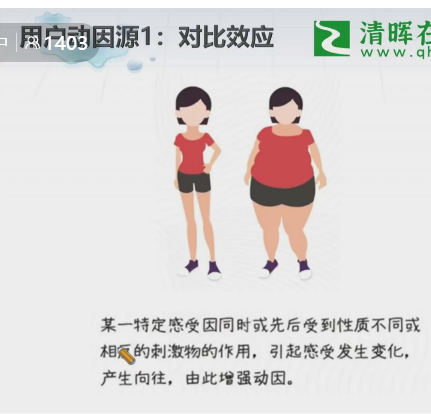 用户动因源1：对比效应
清晖在
www.qh
中
1403
某一特定感受因同时或先后受到性质不同或
相反的刺激物的作用，引起感受发生变化，
产生向往，由此增强动因。